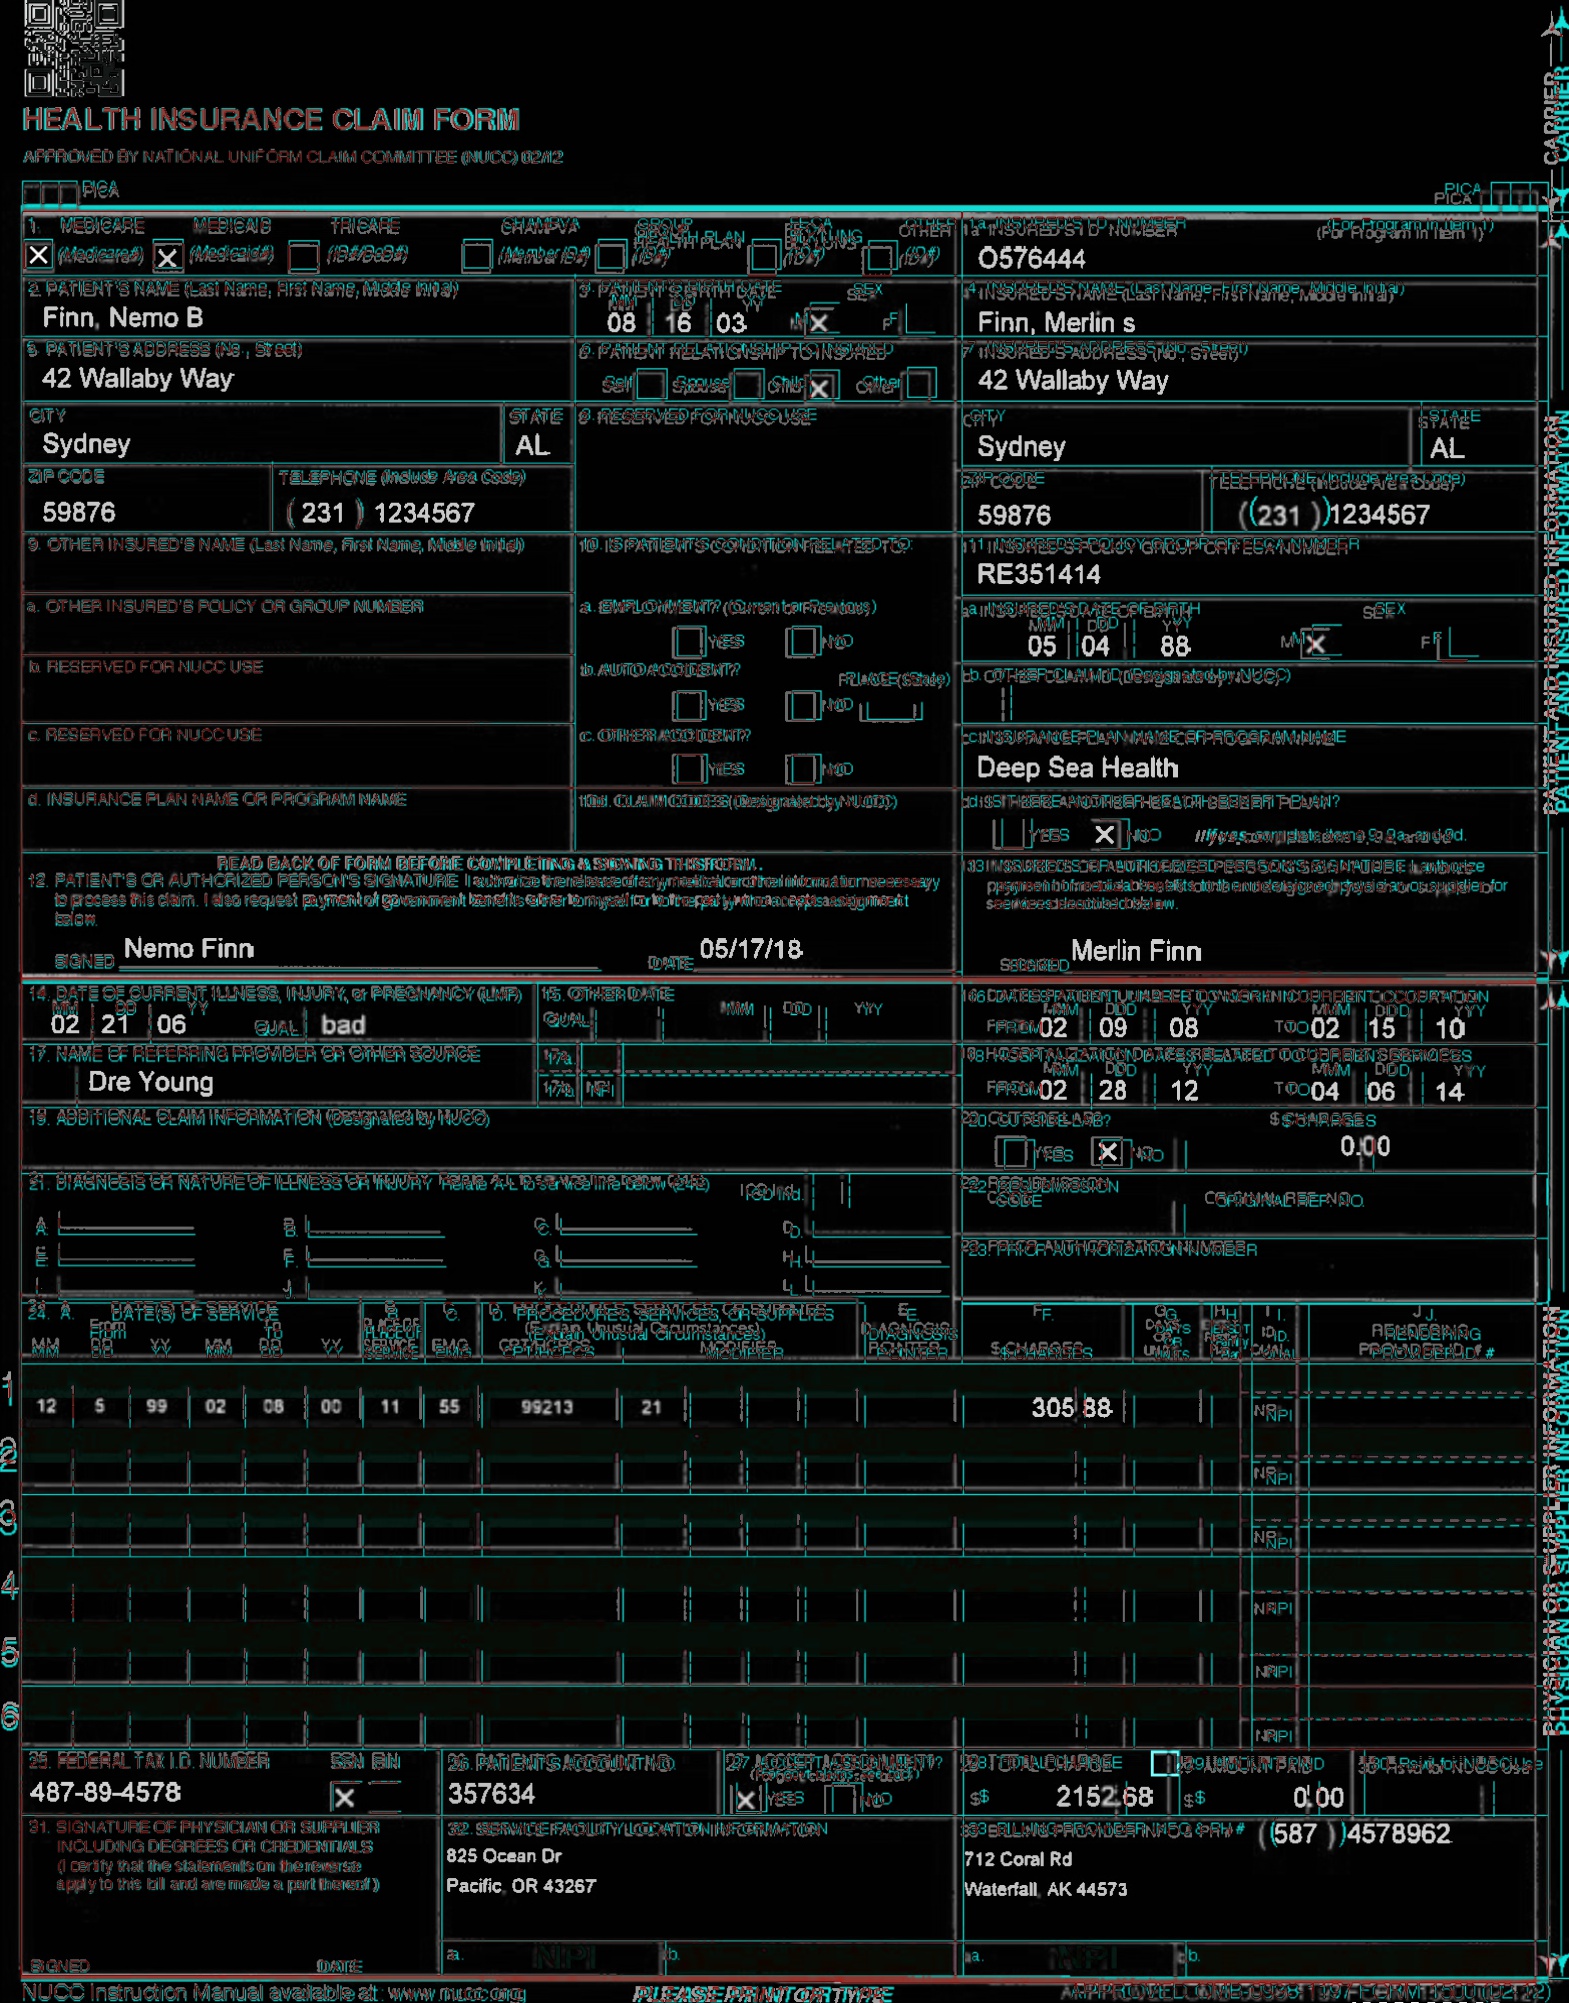 HEALTH INSURANCE CLAIM FORM
APPROVED BY NATIONAL UNIFORM CLAIM COMMITTEE (NUCC) 02/12
PICA
PICA
CARRIER
1. MEDICARE MEDICAID TRICARE CHAMPVA GROUP HEALTH PLAN FECA BLK LUNG OTHER
(Medicare#) (Medicaid#) (ID#/DoD#) (Member ID#) (ID#) (ID#) (ID#)
1a. INSURED'S I.D. NUMBER (For Program in Item 1)
O576444
2. PATIENT'S NAME (Last Name, First Name, Middle Initial)
Finn, Nemo B
3. PATIENT'S BIRTH DATE SEX
MM DD YY
08 16 03 M X F
4. INSURED'S NAME (Last Name, First Name, Middle Initial)
Finn, Merlin s
5. PATIENT'S ADDRESS (No., Street)
42 Wallaby Way
6. PATIENT RELATIONSHIP TO INSURED
Self Spouse Child X Other
7. INSURED'S ADDRESS (No., Street)
42 Wallaby Way
CITY STATE
Sydney AL
8. RESERVED FOR NUCC USE
CITY STATE
Sydney AL
ZIP CODE TELEPHONE (Include Area Code)
59876 (231) 1234567
ZIP CODE TELEPHONE (Include Area Code)
59876 (231) 1234567
9. OTHER INSURED'S NAME (Last Name, First Name, Middle Initial)
10. IS PATIENT'S CONDITION RELATED TO:
11. INSURED'S POLICY GROUP OR FECA NUMBER
RE351414
a. OTHER INSURED'S POLICY OR GROUP NUMBER
a. EMPLOYMENT? (Current or Previous)
YES NO
a. INSURED'S DATE OF BIRTH SEX
MM DD YY
05 04 88 M X F
b. RESERVED FOR NUCC USE
b. AUTO ACCIDENT? PLACE (State)
YES NO
b. OTHER CLAIM ID (Designated by NUCC)
c. RESERVED FOR NUCC USE
c. OTHER ACCIDENT?
YES NO
c. INSURANCE PLAN NAME OR PROGRAM NAME
Deep Sea Health
d. INSURANCE PLAN NAME OR PROGRAM NAME
10d. CLAIM CODES (Designated by NUCC)
d. IS THERE ANOTHER HEALTH BENEFIT PLAN?
YES X NO If yes, complete items 9, 9a, and 9d.
READ BACK OF FORM BEFORE COMPLETING & SIGNING THIS FORM.
12. PATIENT'S OR AUTHORIZED PERSON'S SIGNATURE I authorize the release of any medical or other information necessary
to process this claim. I also request payment of government benefits either to myself or to the party who accepts assignment
below.
SIGNED Nemo Finn DATE 05/17/18
13. INSURED'S OR AUTHORIZED PERSON'S SIGNATURE I authorize
payment of medical benefits to the undersigned physician or supplier for
services described below.
SIGNED Merlin Finn
PATIENT AND INSURED INFORMATION
14. DATE OF CURRENT ILLNESS, INJURY, or PREGNANCY (LMP)
MM DD YY
02 21 06 QUAL bad
15. OTHER DATE
QUAL MM DD YY
16. DATES PATIENT UNABLE TO WORK IN CURRENT OCCUPATION
MM DD YY MM DD YY
FROM 02 09 08 TO 02 15 10
17. NAME OF REFERRING PROVIDER OR OTHER SOURCE
Dre Young
17a.
17b. NPI
18. HOSPITALIZATION DATES RELATED TO CURRENT SERVICES
MM DD YY MM DD YY
FROM 02 28 12 TO 04 06 14
19. ADDITIONAL CLAIM INFORMATION (Designated by NUCC)
20. OUTSIDE LAB? $ CHARGES
YES X NO 0.00
21. DIAGNOSIS OR NATURE OF ILLNESS OR INJURY Relate A-L to service line below (24E) ICD Ind.
A. B. C. D.
E. F. G. H.
I. J. K. L.
22. RESUBMISSION CODE ORIGINAL REF. NO.
23. PRIOR AUTHORIZATION NUMBER
24. A. DATE(S) OF SERVICE B. C. D. PROCEDURES, SERVICES, OR SUPPLIES E. F. G. H. I. J.
From To PLACE OF SERVICE EMG (Explain Unusual Circumstances) DIAGNOSIS POINTER $ CHARGES DAYS OR UNITS ID. QUAL. RENDERING PROVIDER ID. #
MM DD YY MM DD YY CPT/HCPCS MODIFIER
1 12 5 99 02 08 00 11 55 99213 21 305 88 NPI
2 NPI
3 NPI
4 NPI
5 NPI
6 NPI
PHYSICIAN OR SUPPLIER INFORMATION
25. FEDERAL TAX I.D. NUMBER SSN EIN
487-89-4578 X
26. PATIENT'S ACCOUNT NO.
357634
27. ACCEPT ASSIGNMENT?
X YES NO
28. TOTAL CHARGE
$ 2152.68
29. AMOUNT PAID
$ 0.00
30. Rsvd for NUCC Use
31. SIGNATURE OF PHYSICIAN OR SUPPLIER
INCLUDING DEGREES OR CREDENTIALS
(I certify that the statements on the reverse
apply to this bill and are made a part thereof.)
SIGNED DATE
32. SERVICE FACILITY LOCATION INFORMATION
825 Ocean Dr
Pacific, OR 43267
a. NPI b.
33. BILLING PROVIDER INFO & PH # (587) 4578962
712 Coral Rd
Waterfall, AK 44573
a. NPI b.
NUCC Instruction Manual available at: www.nucc.org
PLEASE PRINT OR TYPE